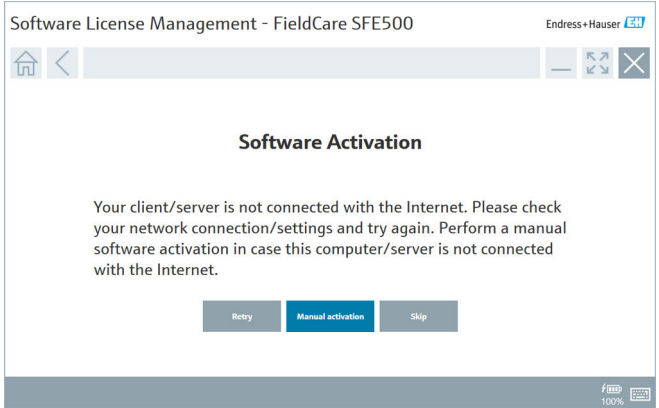 Software License Management - FieldCare SFE500
Endress+Hauser EH
Software Activation
Your client/server is not connected with the Internet. Please check
your network connection/settings and try again. Perform a manual
software activation in case this computer/server is not connected
with the Internet.
Retry
Manual activation
Skip
100%